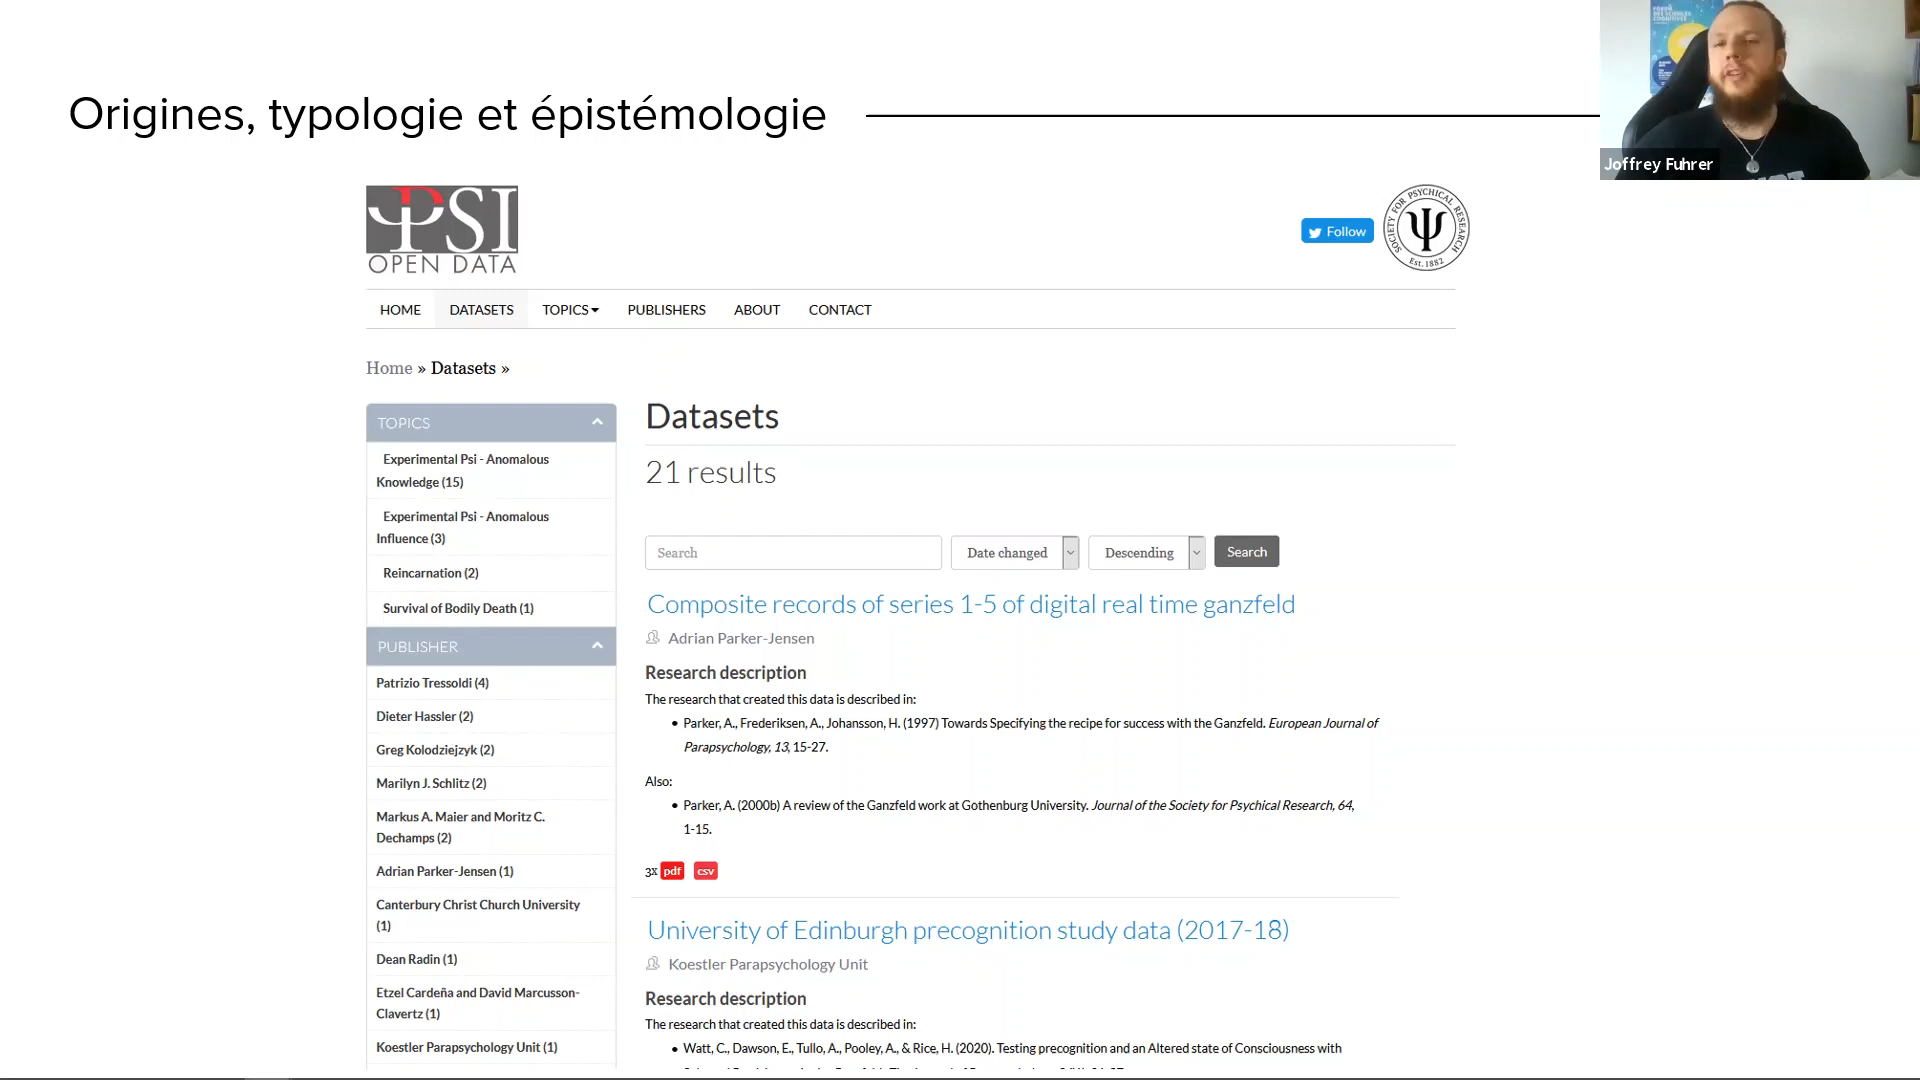 Origines, typologie et épistémologie
FORUM
DES SCIENCES
COGNITIVES
Joffrey Fuhrer
PSI
OPEN DATA
Follow
SOCIETY FOR PSYCHICAL RESEARCH
Est. 1882
HOME
DATASETS
TOPICS
PUBLISHERS
ABOUT
CONTACT
Home » Datasets »
TOPICS
Experimental Psi - Anomalous
Knowledge (15)
Experimental Psi - Anomalous
Influence (3)
Reincarnation (2)
Survival of Bodily Death (1)
PUBLISHER
Patrizio Tressoldi (4)
Dieter Hassler (2)
Greg Kolodziejzyk (2)
Marilyn J. Schlitz (2)
Markus A. Maier and Moritz C.
Dechamps (2)
Adrian Parker-Jensen (1)
Canterbury Christ Church University
(1)
Dean Radin (1)
Etzel Cardeña and David Marcusson-
Clavertz (1)
Koestler Parapsychology Unit (1)
Datasets
21 results
Search
Date changed
Descending
Search
Composite records of series 1-5 of digital real time ganzfeld
Adrian Parker-Jensen
Research description
The research that created this data is described in:
• Parker, A., Frederiksen, A., Johansson, H. (1997) Towards Specifying the recipe for success with the Ganzfeld. European Journal of
Parapsychology, 13, 15-27.
Also:
• Parker, A. (2000b) A review of the Ganzfeld work at Gothenburg University. Journal of the Society for Psychical Research, 64,
1-15.
3x pdf csv
University of Edinburgh precognition study data (2017-18)
Koestler Parapsychology Unit
Research description
The research that created this data is described in:
• Watt, C., Dawson, E., Tullo, A., Pooley, A., & Rice, H. (2020). Testing precognition and an Altered state of Consciousness with